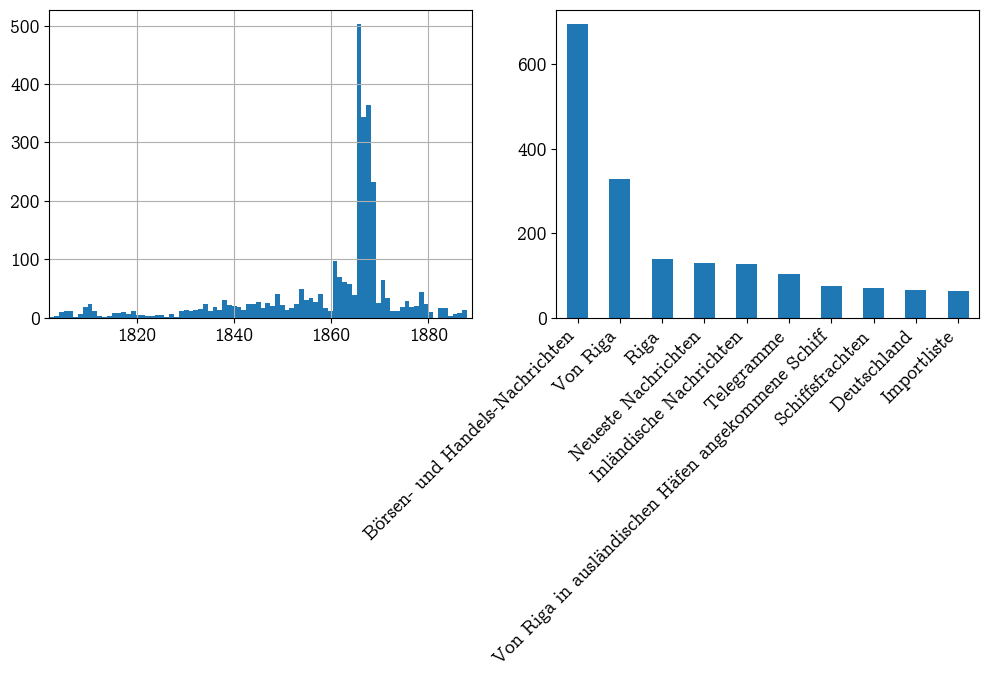 500
400
300
200
100
0
1820
1840
1860
1880
600
400
200
0
Börsen- und Handels-Nachrichten
Von Riga
Riga
Neueste Nachrichten
Inländische Nachrichten
Telegramme
Von Riga in ausländischen Häfen angekommene Schiff
Schiffsfrachten
Deutschland
Importliste